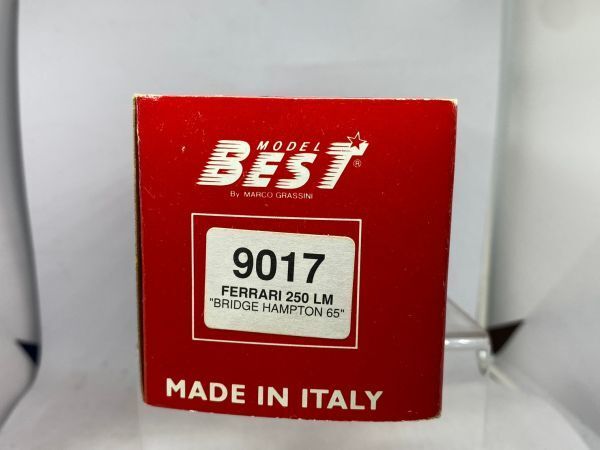 MODEL
BEST®
By MARCO GRASSINI
9017
FERRARI 250 LM
"BRIDGE HAMPTON 65"
MADE IN ITALY